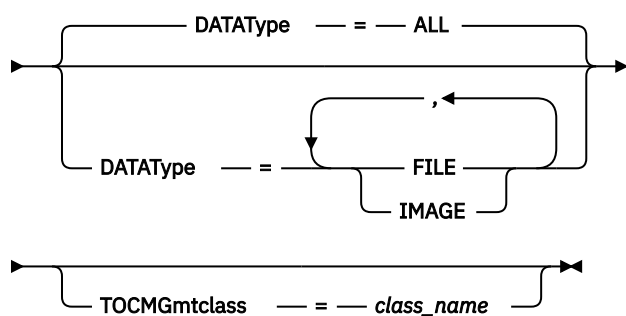 DATAType = ALL
,
DATAType = FILE
IMAGE
TOCMGmtclass = class_name